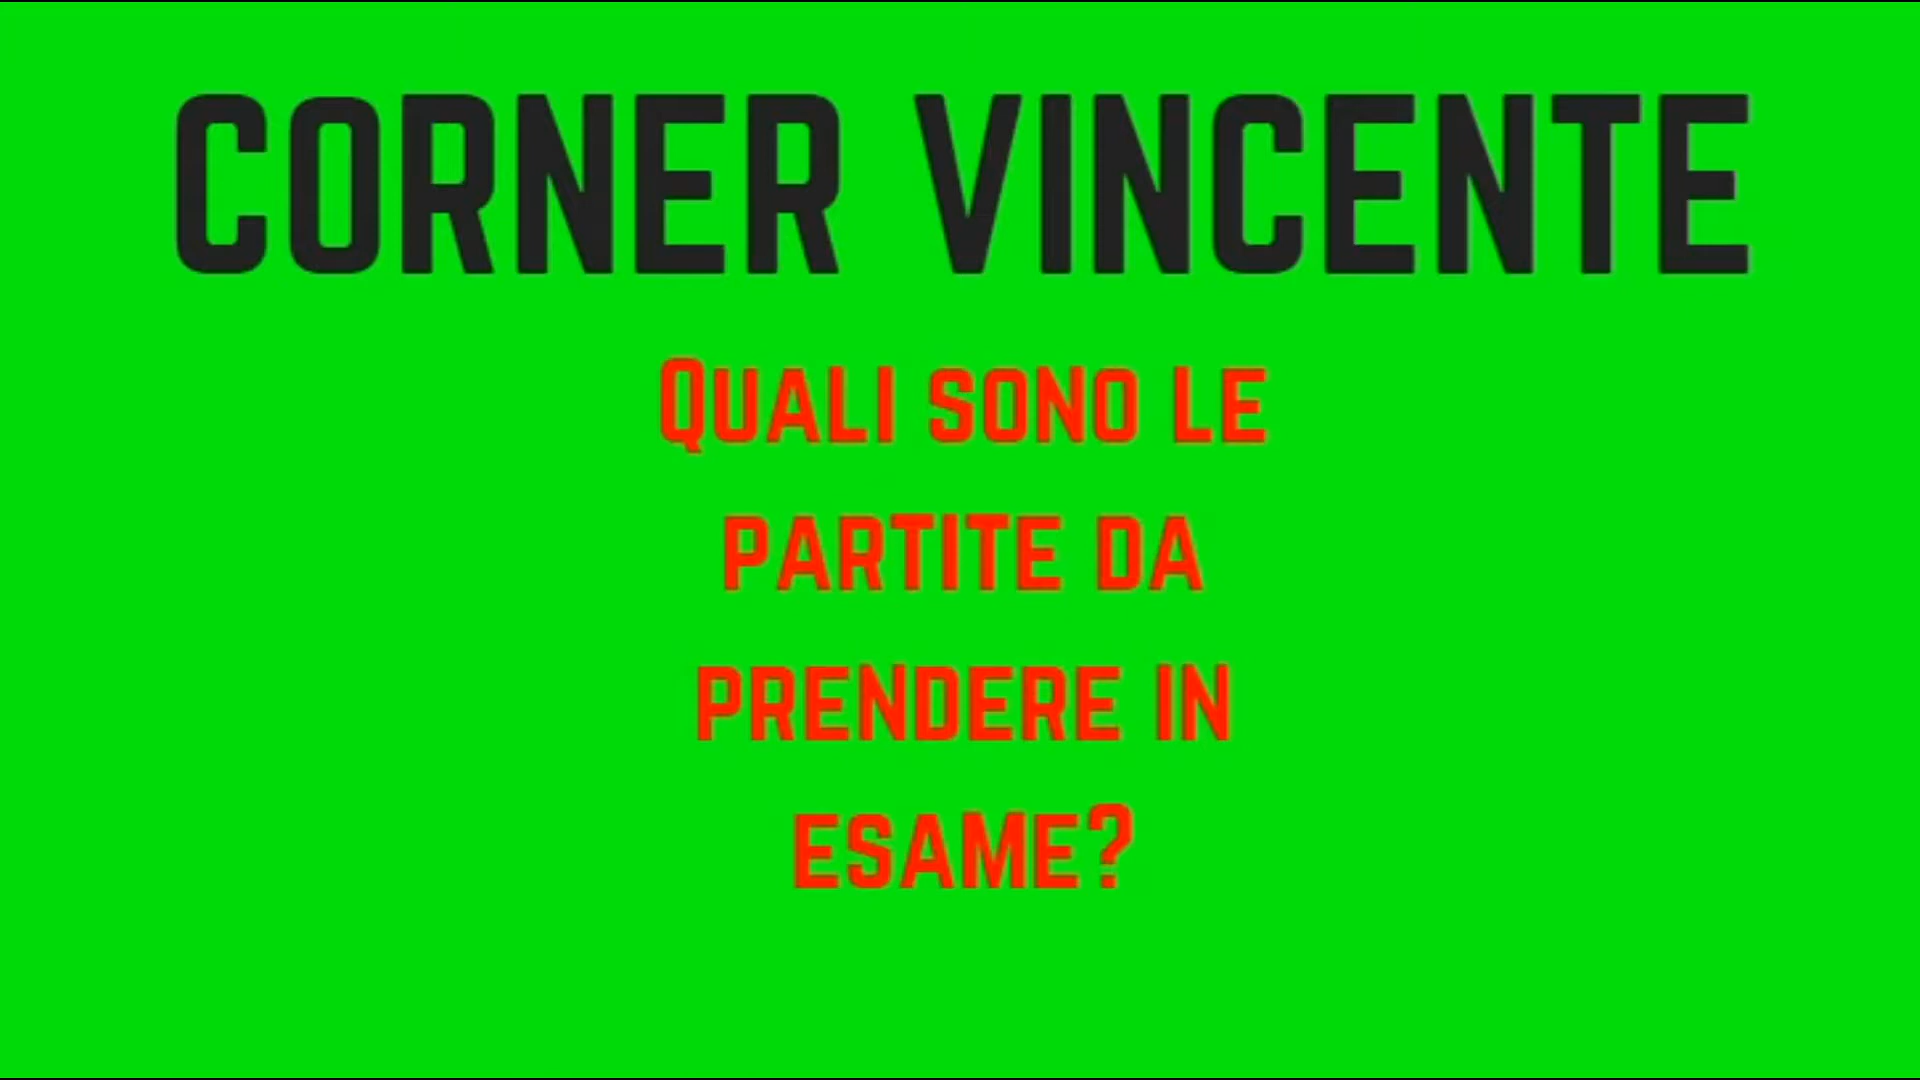 CORNER VINCENTE
QUALI SONO LE
PARTITE DA
PRENDERE IN
ESAME?